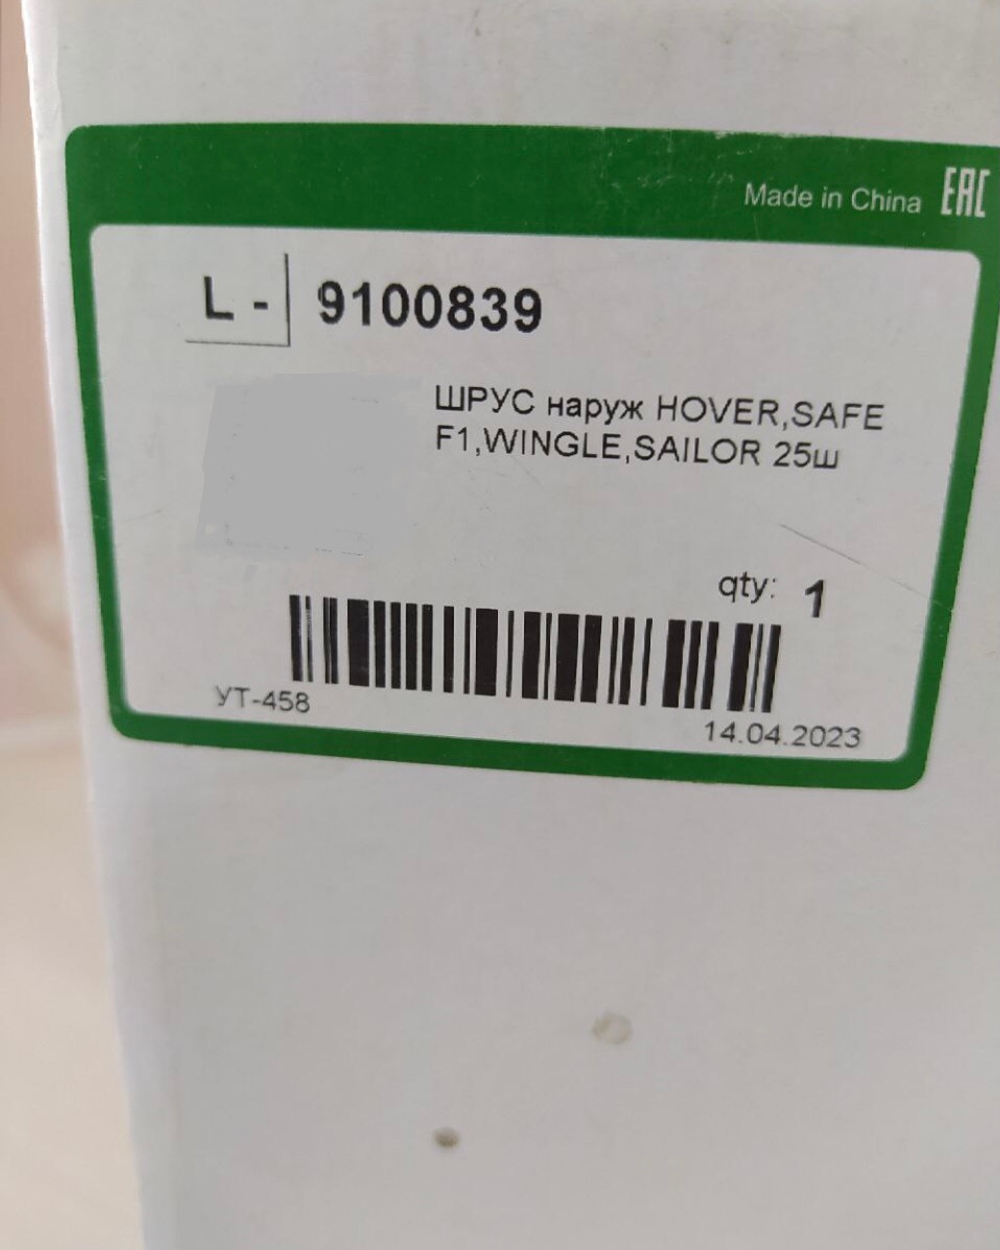 Made in China EAC
L - 9100839
ШРУС наруж HOVER,SAFE
F1,WINGLE,SAILOR 25ш
qty: 1
УТ-458
14.04.2023